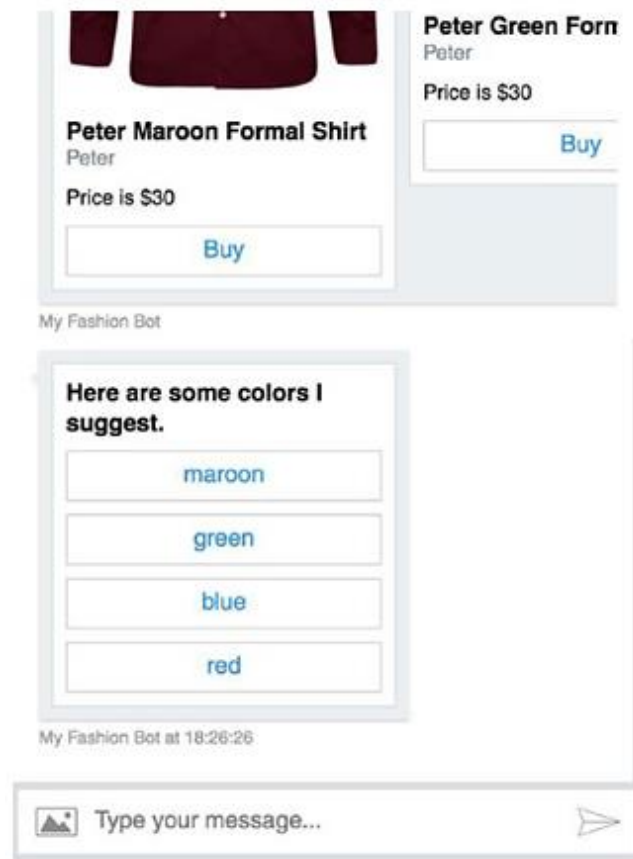 Peter Maroon Formal Shirt
Peter
Price is $30
Buy
Peter Green Form
Peter
Price is $30
Buy
My Fashion Bot
Here are some colors I
suggest.
maroon
green
blue
red
My Fashion Bot at 18:26:26
Type your message...